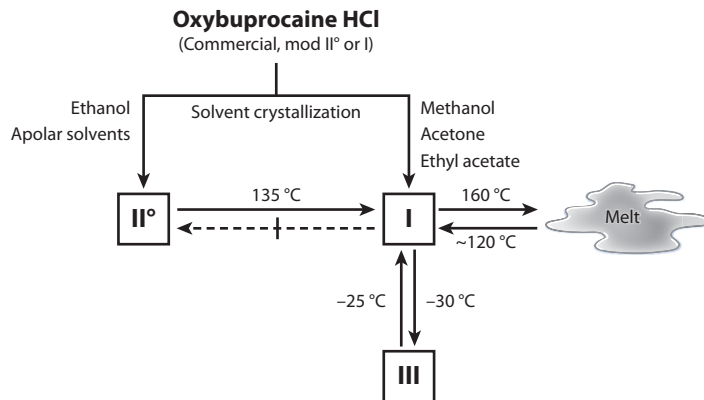 Oxybuprocaine HCl
(Commercial, mod II° or I)
Ethanol
Apolar solvents
Solvent crystallization
Methanol
Acetone
Ethyl acetate
II°
135 °C
I
160 °C
~120 °C
Melt
–25 °C
–30 °C
III